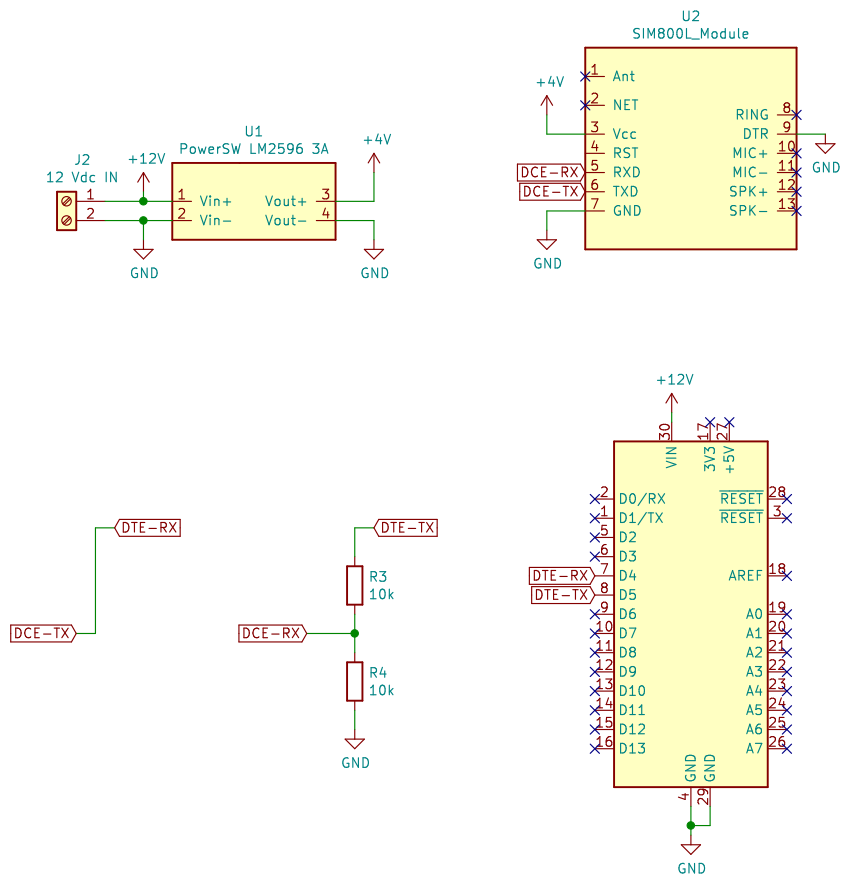 J2
12 Vdc IN
1
2
+12V
GND
U1
PowerSW LM2596 3A
1 Vin+
2 Vin-
Vout+ 3
Vout- 4
+4V
GND
U2
SIM800L_Module
+4V
1 Ant
2 NET
3 Vcc
4 RST
DCE-RX 5 RXD
DCE-TX 6 TXD
7 GND
GND
RING 8
DTR 9
MIC+ 10
MIC- 11
SPK+ 12
SPK- 13
GND
DTE-RX
DCE-TX
DTE-TX
R3
10k
DCE-RX
R4
10k
GND
+12V
30 17 27
VIN 3V3 +5V
2 D0/RX
1 D1/TX
5 D2
6 D3
DTE-RX 7 D4
DTE-TX 8 D5
9 D6
10 D7
11 D8
12 D9
13 D10
14 D11
15 D12
16 D13
RESET 28
RESET 3
AREF 18
A0 19
A1 20
A2 21
A3 22
A4 23
A5 24
A6 25
A7 26
GND GND
4 29
GND